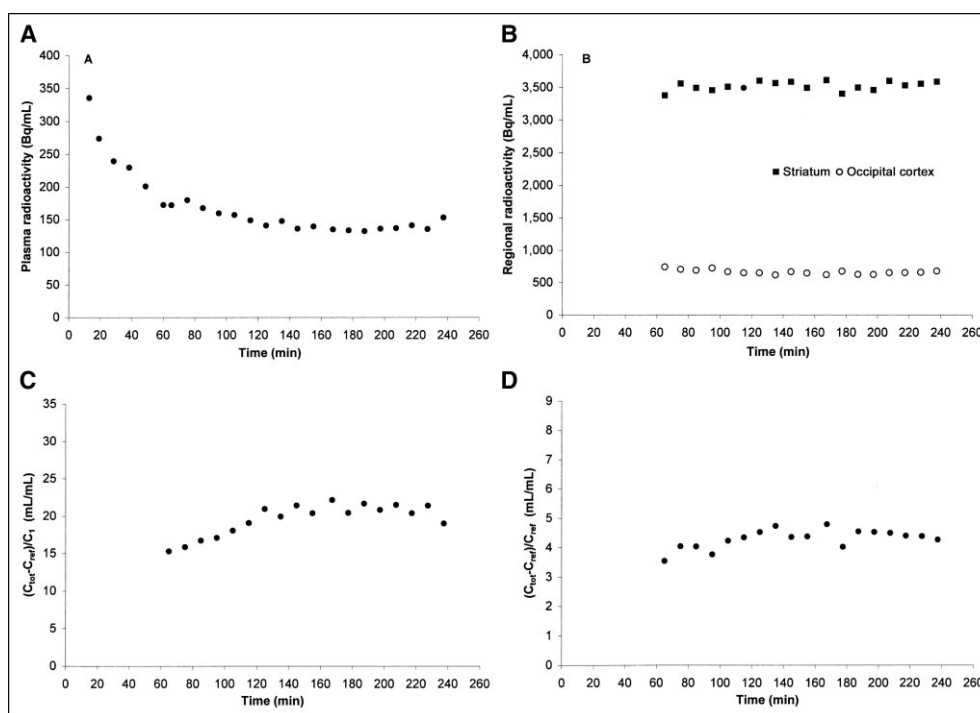 A
A
400
350
300
250
200
150
100
50
0
Plasma radioactivity (Bq/mL)
0 20 40 60 80 100 120 140 160 180 200 220 240 260
Time (min)
B
B
4,000
3,500
3,000
2,500
2,000
1,500
1,000
500
0
Regional radioactivity (Bq/mL)
Striatum Occipital cortex
0 20 40 60 80 100 120 140 160 180 200 220 240 260
Time (min)
C
35
30
25
20
15
10
5
0
(Ctot-Cref)/C1 (mL/mL)
0 20 40 60 80 100 120 140 160 180 200 220 240 260
Time (min)
D
9
8
7
6
5
4
3
2
1
0
(Ctot-Cref)/Cref (mL/mL)
0 20 40 60 80 100 120 140 160 180 200 220 240 260
Time (min)